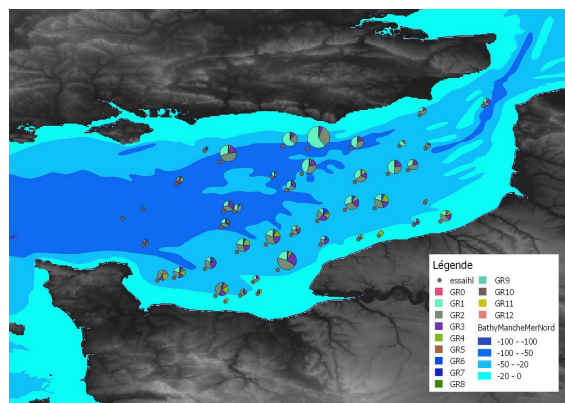 Légende
essaihl
GR0
GR1
GR2
GR3
GR4
GR5
GR6
GR7
GR8
GR9
GR10
GR11
GR12
BathyMancheMerNord
-100 - -100
-100 - -50
-50 - -20
-20 - 0